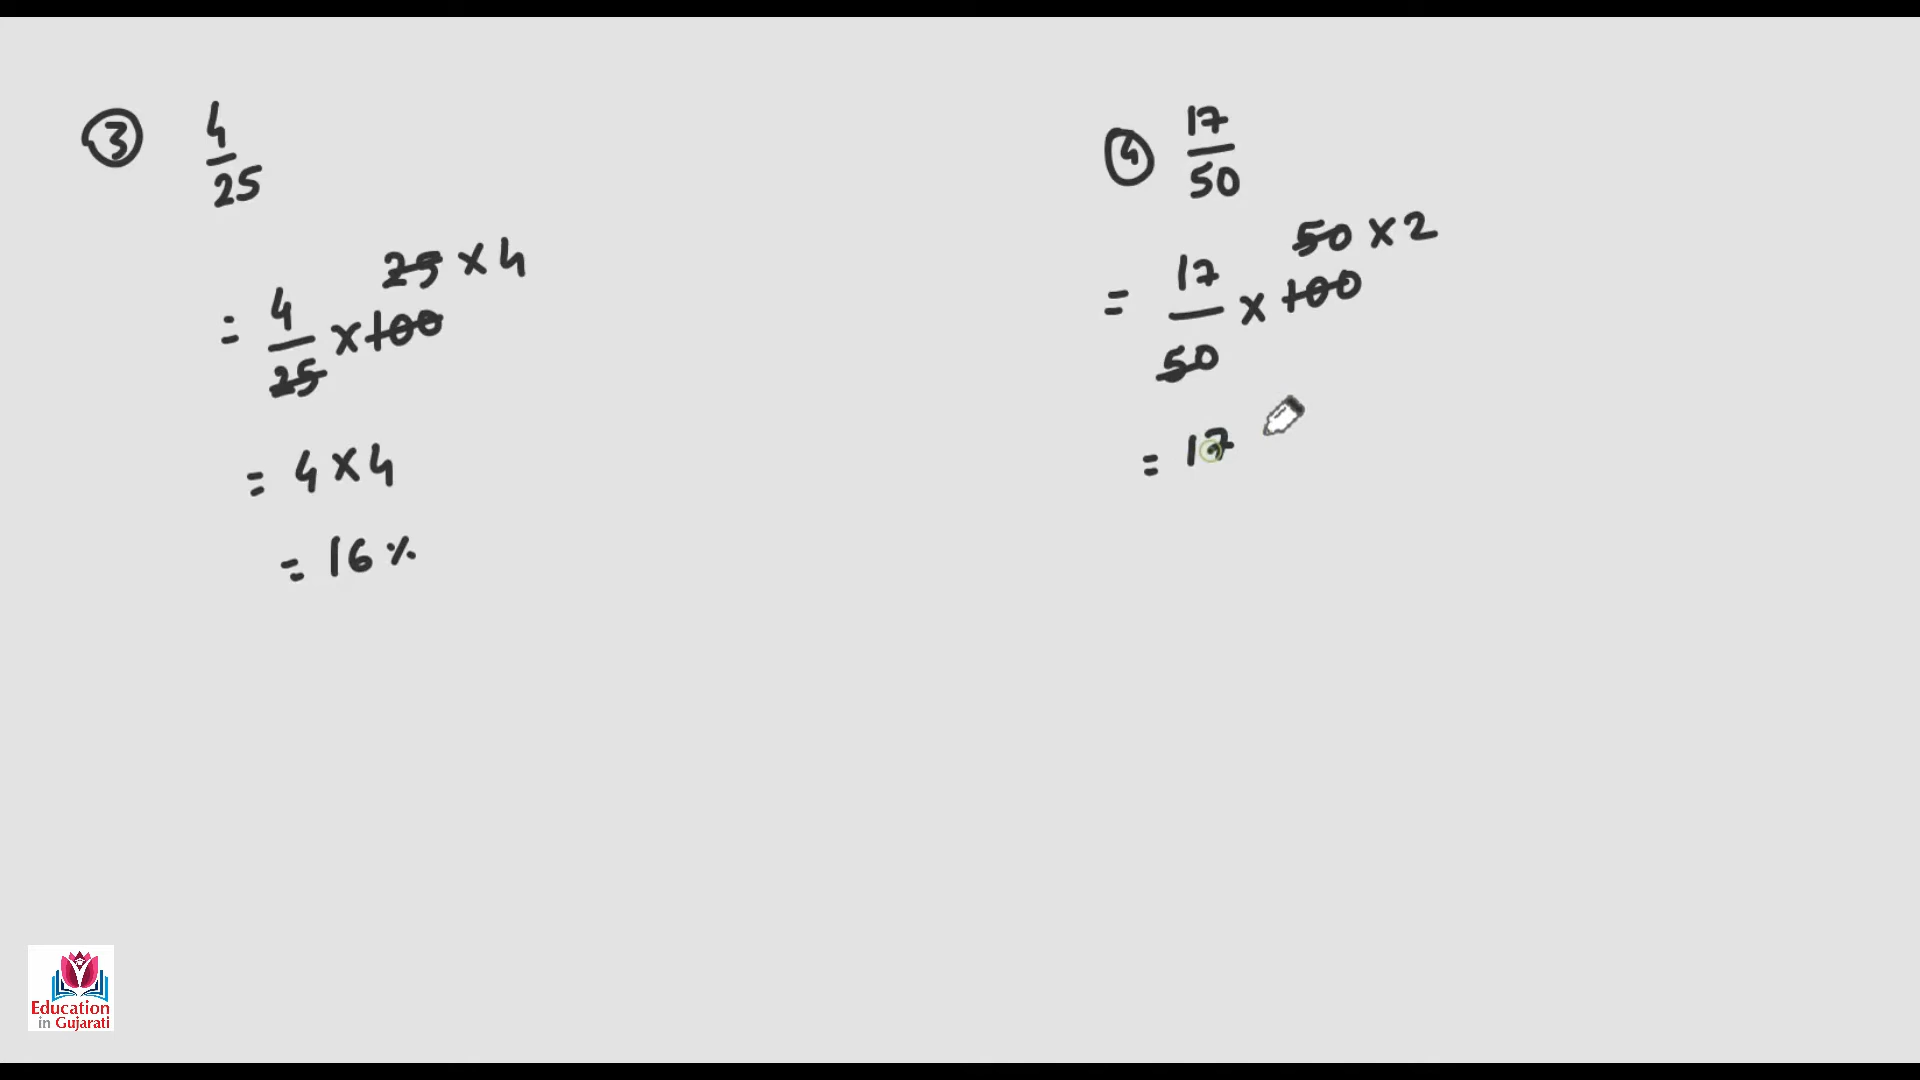 ③ 4/25
= 4/25 × 100
25 × 4
= 4 × 4
= 16 %
④ 17/50
= 17/50 × 100
50 × 2
= 17
Education
in Gujarati